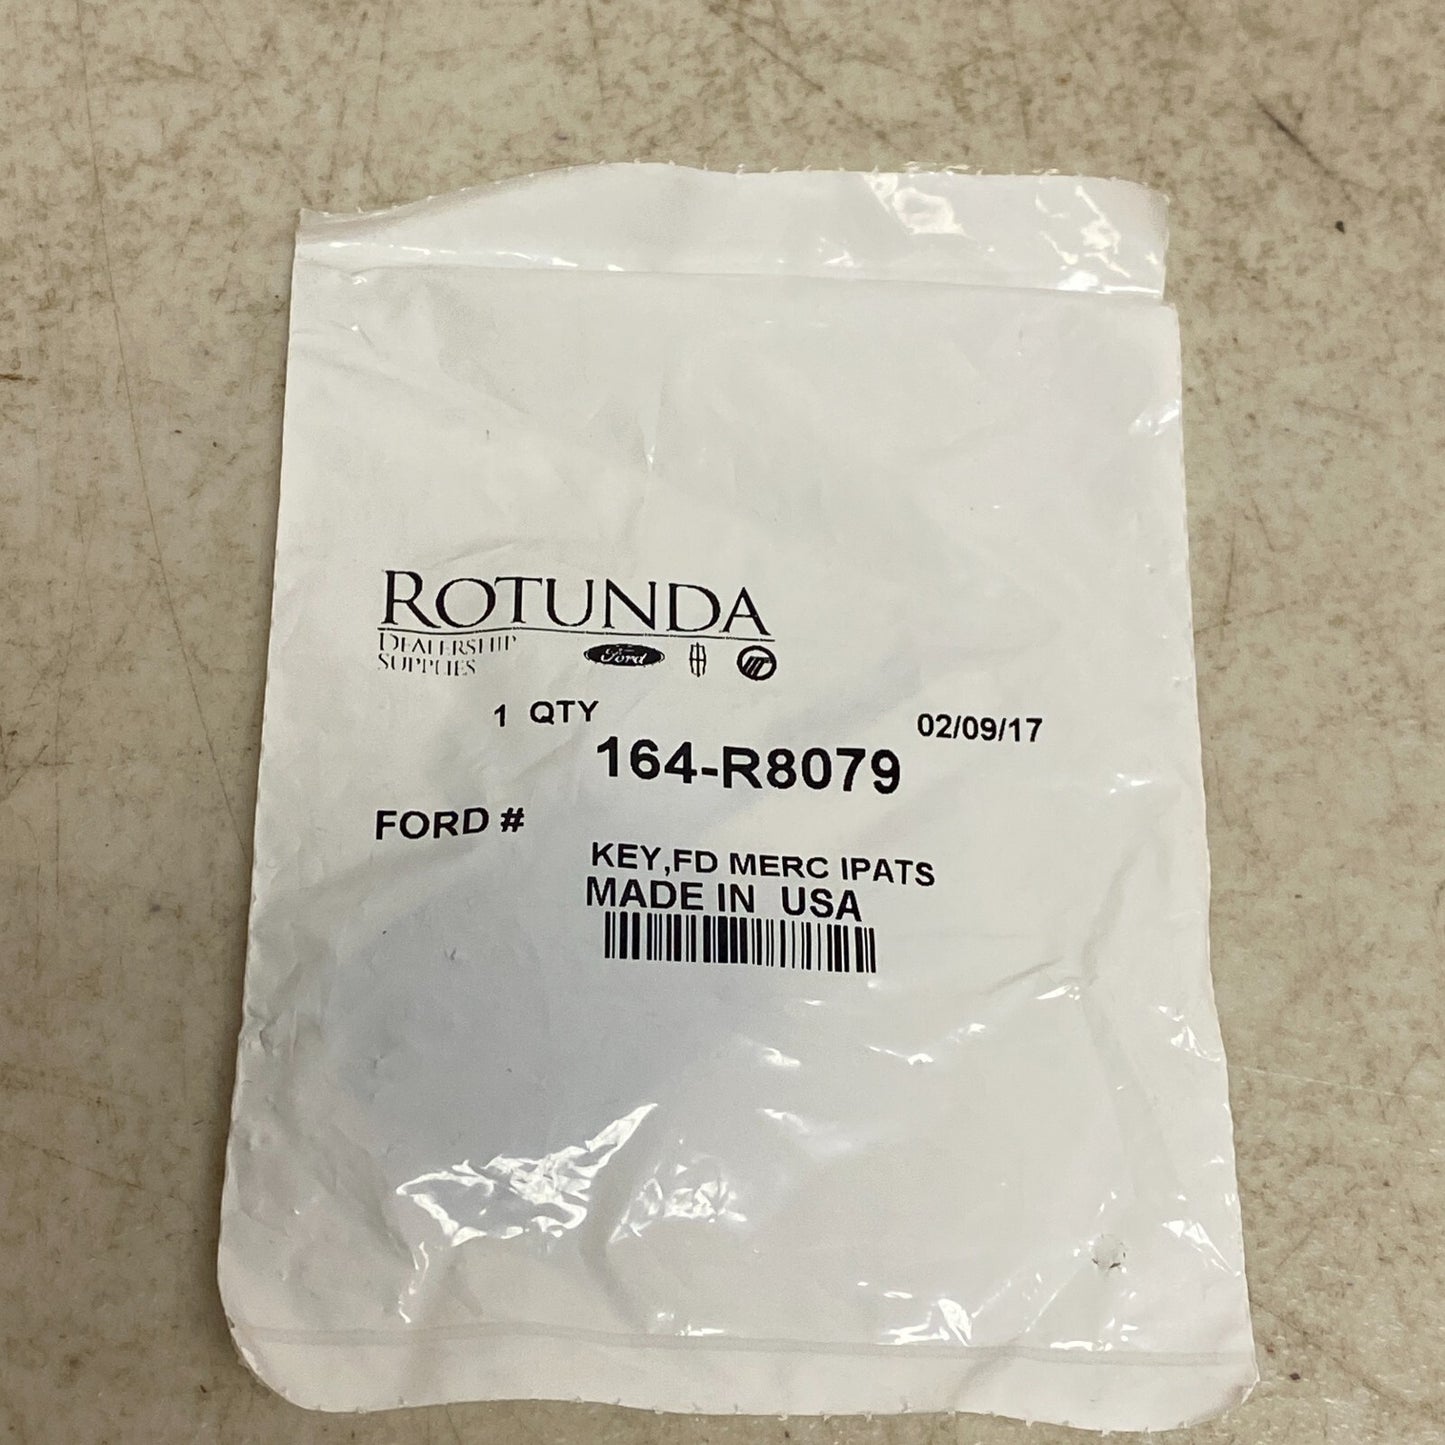 ROTUNDA
DEALERSHIP
SUPPLIES
Ford
1 QTY
02/09/17
164-R8079
FORD #
KEY,FD MERC IPATS
MADE IN USA